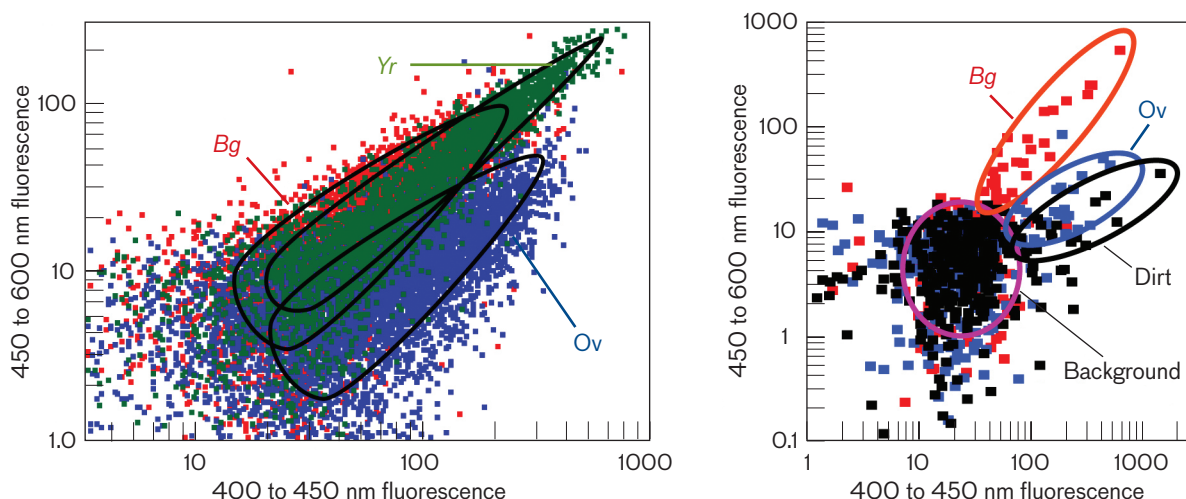 450 to 600 nm fluorescence
100
10
1.0
Yr
Bg
Ov
10
100
1000
400 to 450 nm fluorescence
450 to 600 nm fluorescence
1000
100
10
1
0.1
Bg
Ov
Dirt
Background
1
10
100
1000
400 to 450 nm fluorescence